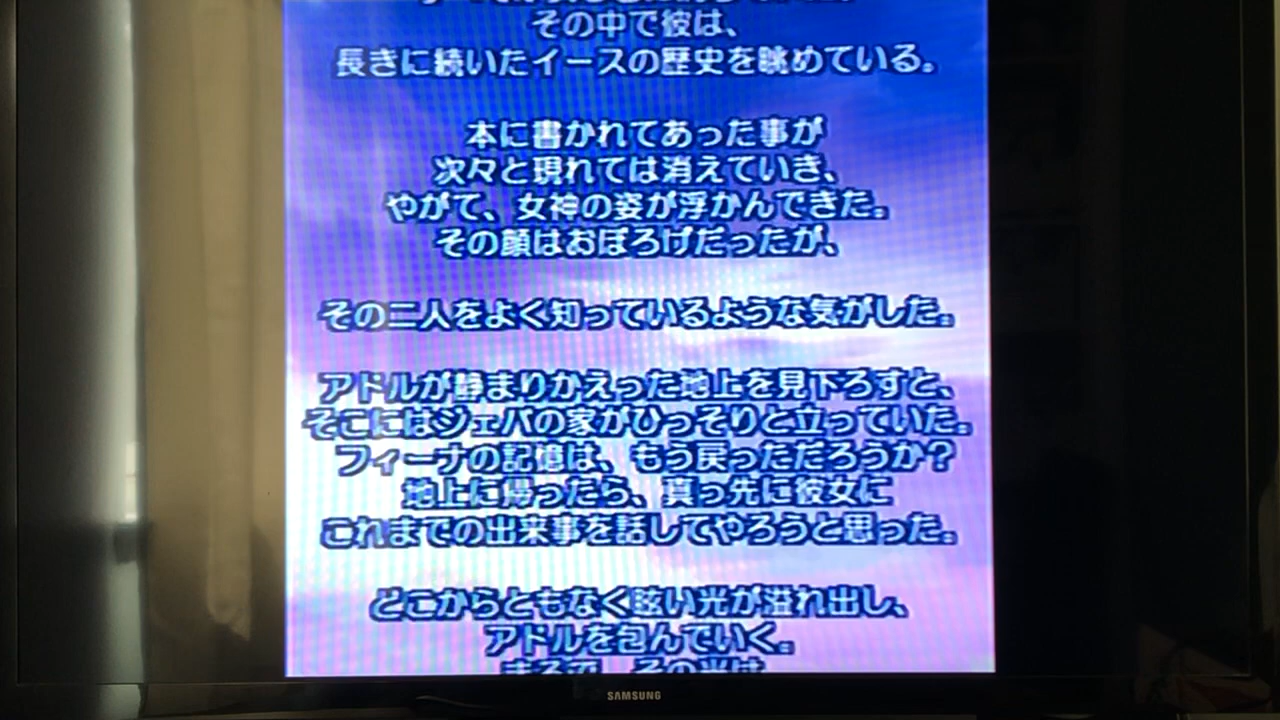 その中で彼は、
長きに続いたイースの歴史を眺めている。
本に書かれてあった事が
次々と現れては消えていき、
やがて、女神の姿が浮かんできた。
その顔はおぼろげだったが、
その二人をよく知っているような気がした。
アドルが静まりかえった地上を見下ろすと、
そこにはジェバの家がひっそりと立っていた。
フィーナの記憶は、もう戻っただろうか？
地上に帰ったら、真っ先に彼女に
これまでの出来事を話してやろうと思った。
どこからともなく眩い光が溢れ出し、
アドルを包んでいく。
まるで、その光は
SAMSUNG